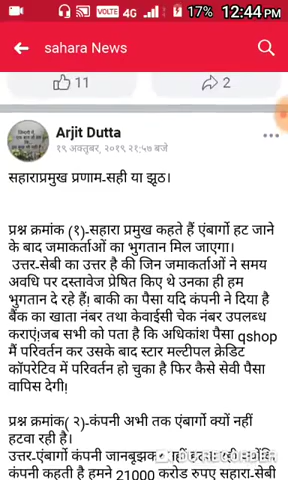 VOLTE 4G 17% 12:44PM
sahara News
11 2
Arjit Dutta
१९ अक्तूबर, २०१९ २१:५७ बजे
सहाराप्रमुख प्रणाम-सही या झूठ।
प्रश्न क्रमांक (१)-सहारा प्रमुख कहते हैं एंबार्गो हट जाने
के बाद जमाकर्ताओं का भुगतान मिल जाएगा।
उत्तर-सेबी का उत्तर है की जिन जमाकर्ताओं ने समय
अवधि पर दस्तावेज प्रेषित किए थे उनका ही हम
भुगतान दे रहे हैं! बाकी का पैसा यदि कंपनी ने दिया है
बैंक का खाता नंबर तथा केवाईसी चेक नंबर उपलब्ध
कराएं!जब सभी को पता है कि अधिकांश पैसा qshop
मैं परिवर्तन कर उसके बाद स्टार मल्टीपल क्रेडिट
कॉपरेटिव में परिवर्तन हो चुका है फिर कैसे सेवी पैसा
वापिस देगी!
प्रश्न क्रमांक( २)-कंपनी अभी तक एंबार्गो क्यों नहीं
हटवा रही है।
उत्तर-एंबार्गो कंपनी जानबूझक
कंपनी कहती है हमने 21000 करोड रुपए सहारा-सेबी